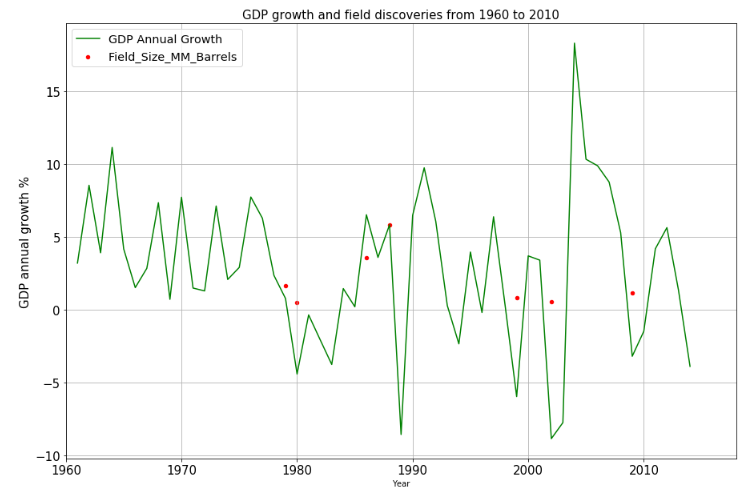 GDP growth and field discoveries from 1960 to 2010
GDP Annual Growth
Field_Size_MM_Barrels
GDP annual growth %
15
10
5
0
−5
−10
1960
1970
1980
1990
2000
2010
Year